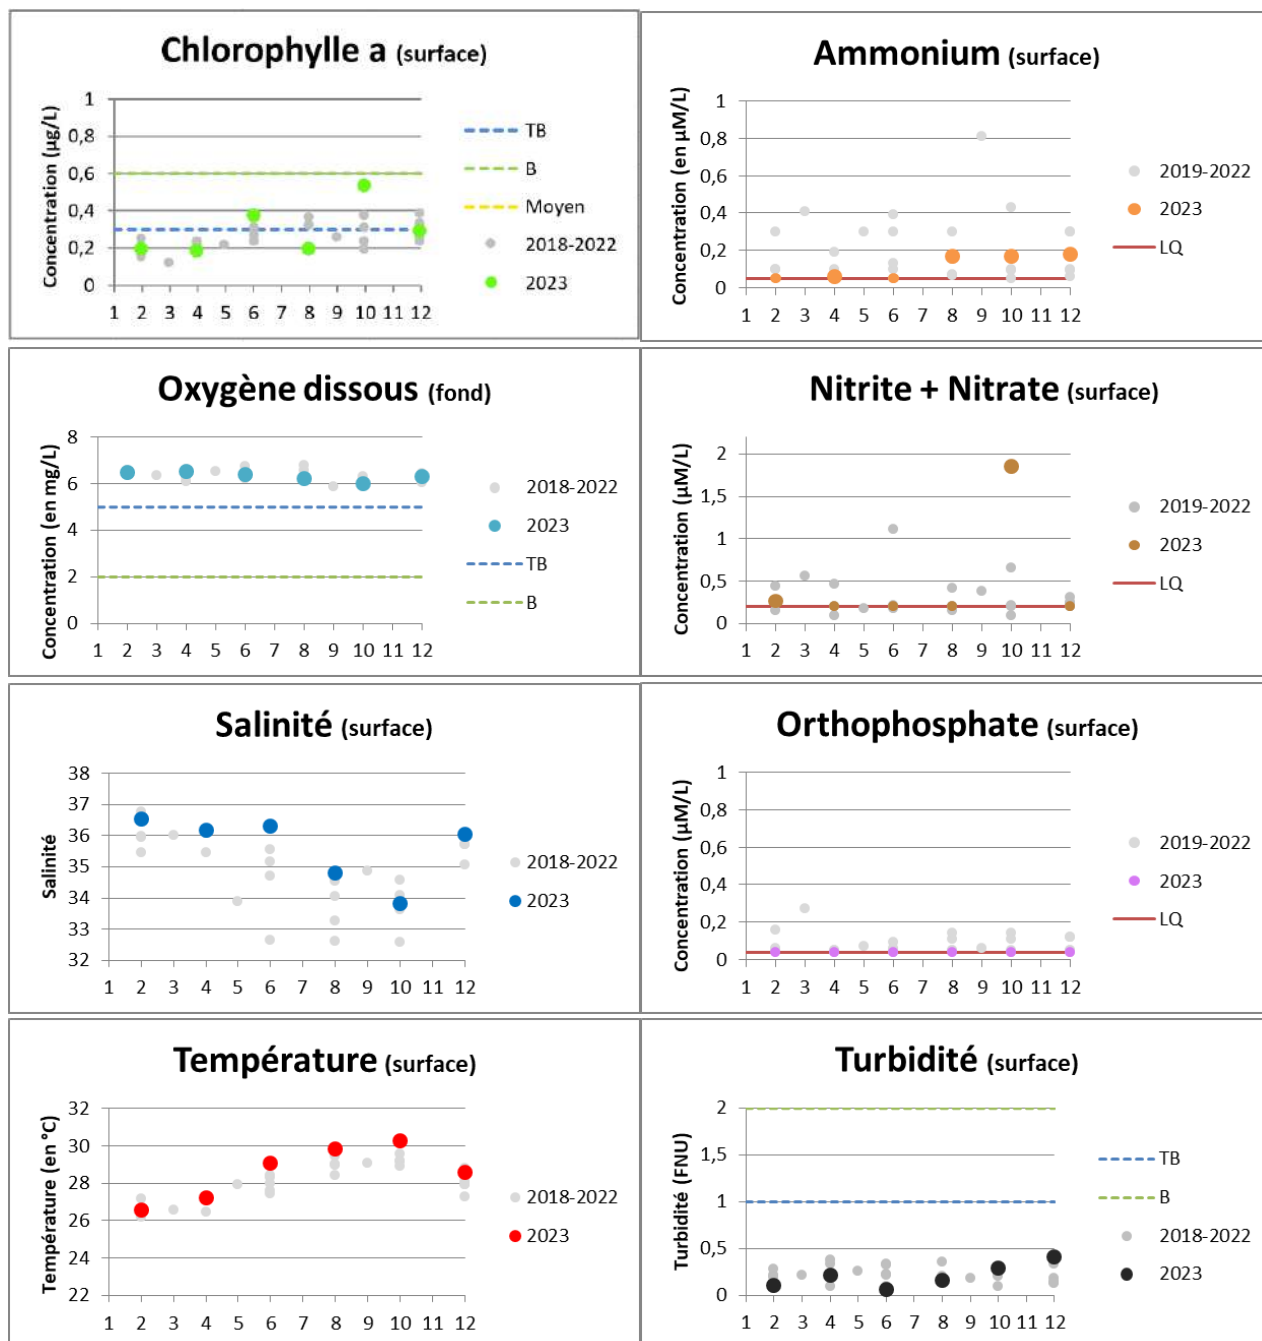 Chlorophylle a (surface)
Concentration (µg/L)
1
0,8
0,6
0,4
0,2
0
1 2 3 4 5 6 7 8 9 10 11 12
TB
B
Moyen
2018-2022
2023
Ammonium (surface)
Concentration (en µM/L)
1
0,8
0,6
0,4
0,2
0
1 2 3 4 5 6 7 8 9 10 11 12
2019-2022
2023
LQ
Oxygène dissous (fond)
Concentration (en mg/L)
8
6
4
2
0
1 2 3 4 5 6 7 8 9 10 11 12
2018-2022
2023
TB
B
Nitrite + Nitrate (surface)
Concentration (µM/L)
2
1,5
1
0,5
0
1 2 3 4 5 6 7 8 9 10 11 12
2019-2022
2023
LQ
Salinité (surface)
Salinité
38
37
36
35
34
33
32
1 2 3 4 5 6 7 8 9 10 11 12
2018-2022
2023
Orthophosphate (surface)
Concentration (µM/L)
1
0,8
0,6
0,4
0,2
0
1 2 3 4 5 6 7 8 9 10 11 12
2019-2022
2023
LQ
Température (surface)
Température (en °C)
32
30
28
26
24
22
1 2 3 4 5 6 7 8 9 10 11 12
2018-2022
2023
Turbidité (surface)
Turbidité (FNU)
2
1,5
1
0,5
0
1 2 3 4 5 6 7 8 9 10 11 12
TB
B
2018-2022
2023